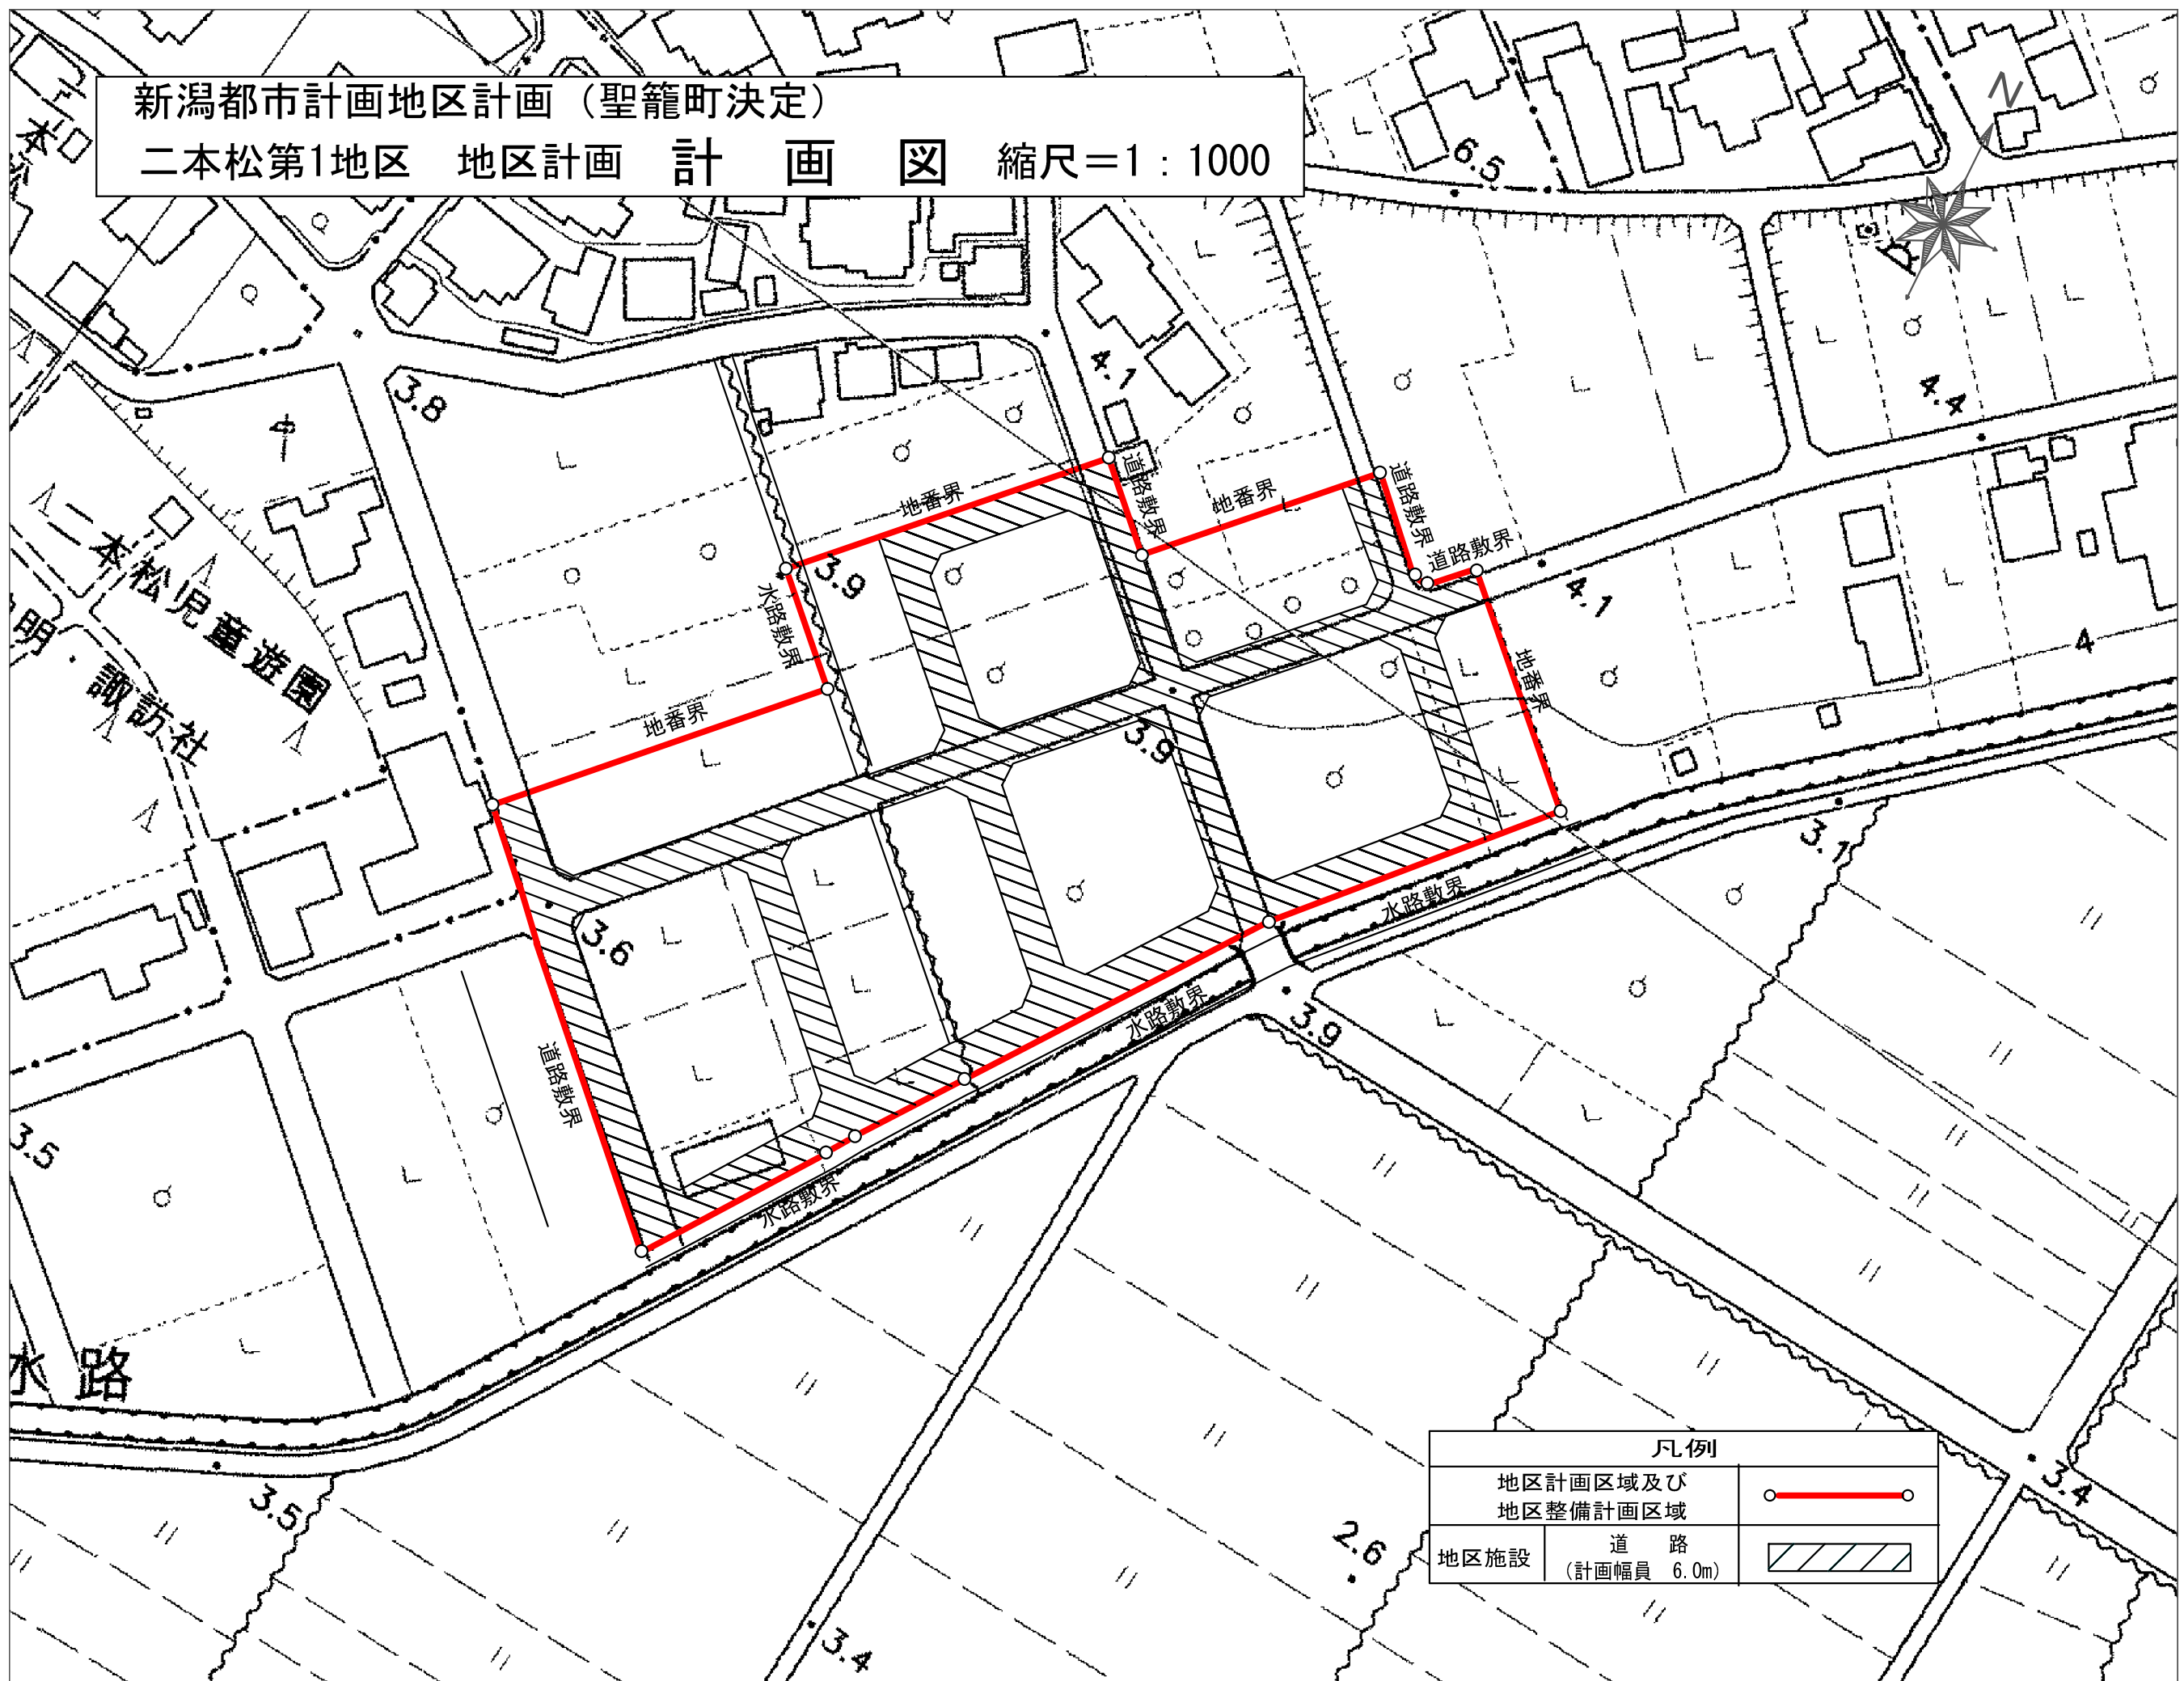 新潟都市計画地区計画（聖籠町決定）
二本松第1地区　地区計画　計　画　図　縮尺＝1：1000
N
6.5
3.8
4.1
4.4
地番界
道路敷界
地番界
道路敷界
道路敷界
3.9
水路敷界
4.1
地番界
地番界
4
二本松児童遊園
明・諏訪社
3.9
3.6
3.1
水路敷界
水路敷界
3.9
道路敷界
水路敷界
3.5
水路
3.5
3.4
2.6
3.4
凡例
地区計画区域及び
地区整備計画区域
地区施設
道　路
（計画幅員　6.0m）